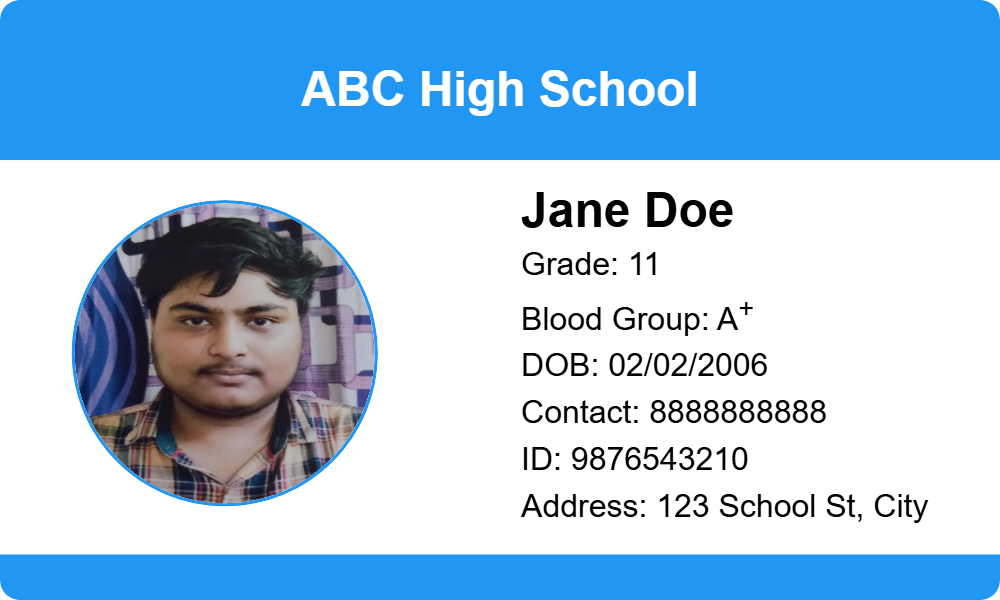 ABC High School
Jane Doe
Grade: 11
Blood Group: A⁺
DOB: 02/02/2006
Contact: 8888888888
ID: 9876543210
Address: 123 School St, City